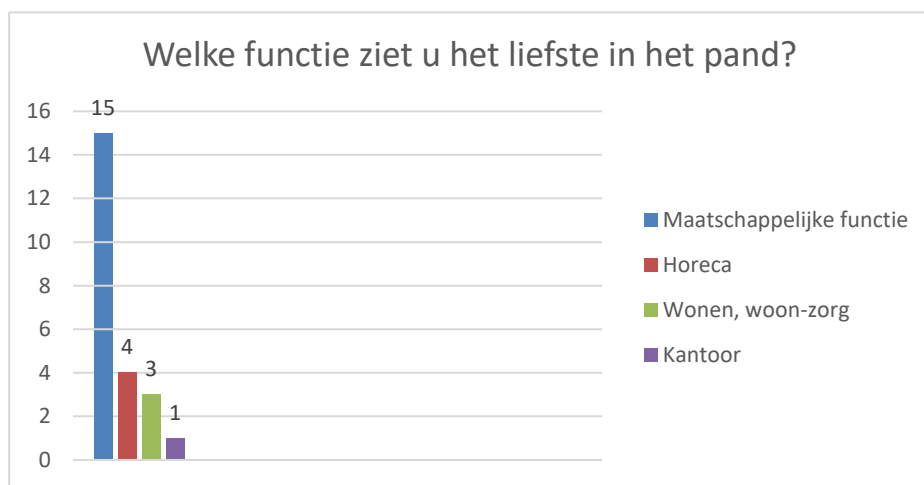 Welke functie ziet u het liefste in het pand?
16
14
12
10
8
6
4
2
0
15
4
3
1
Maatschappelijke functie
Horeca
Wonen, woon-zorg
Kantoor